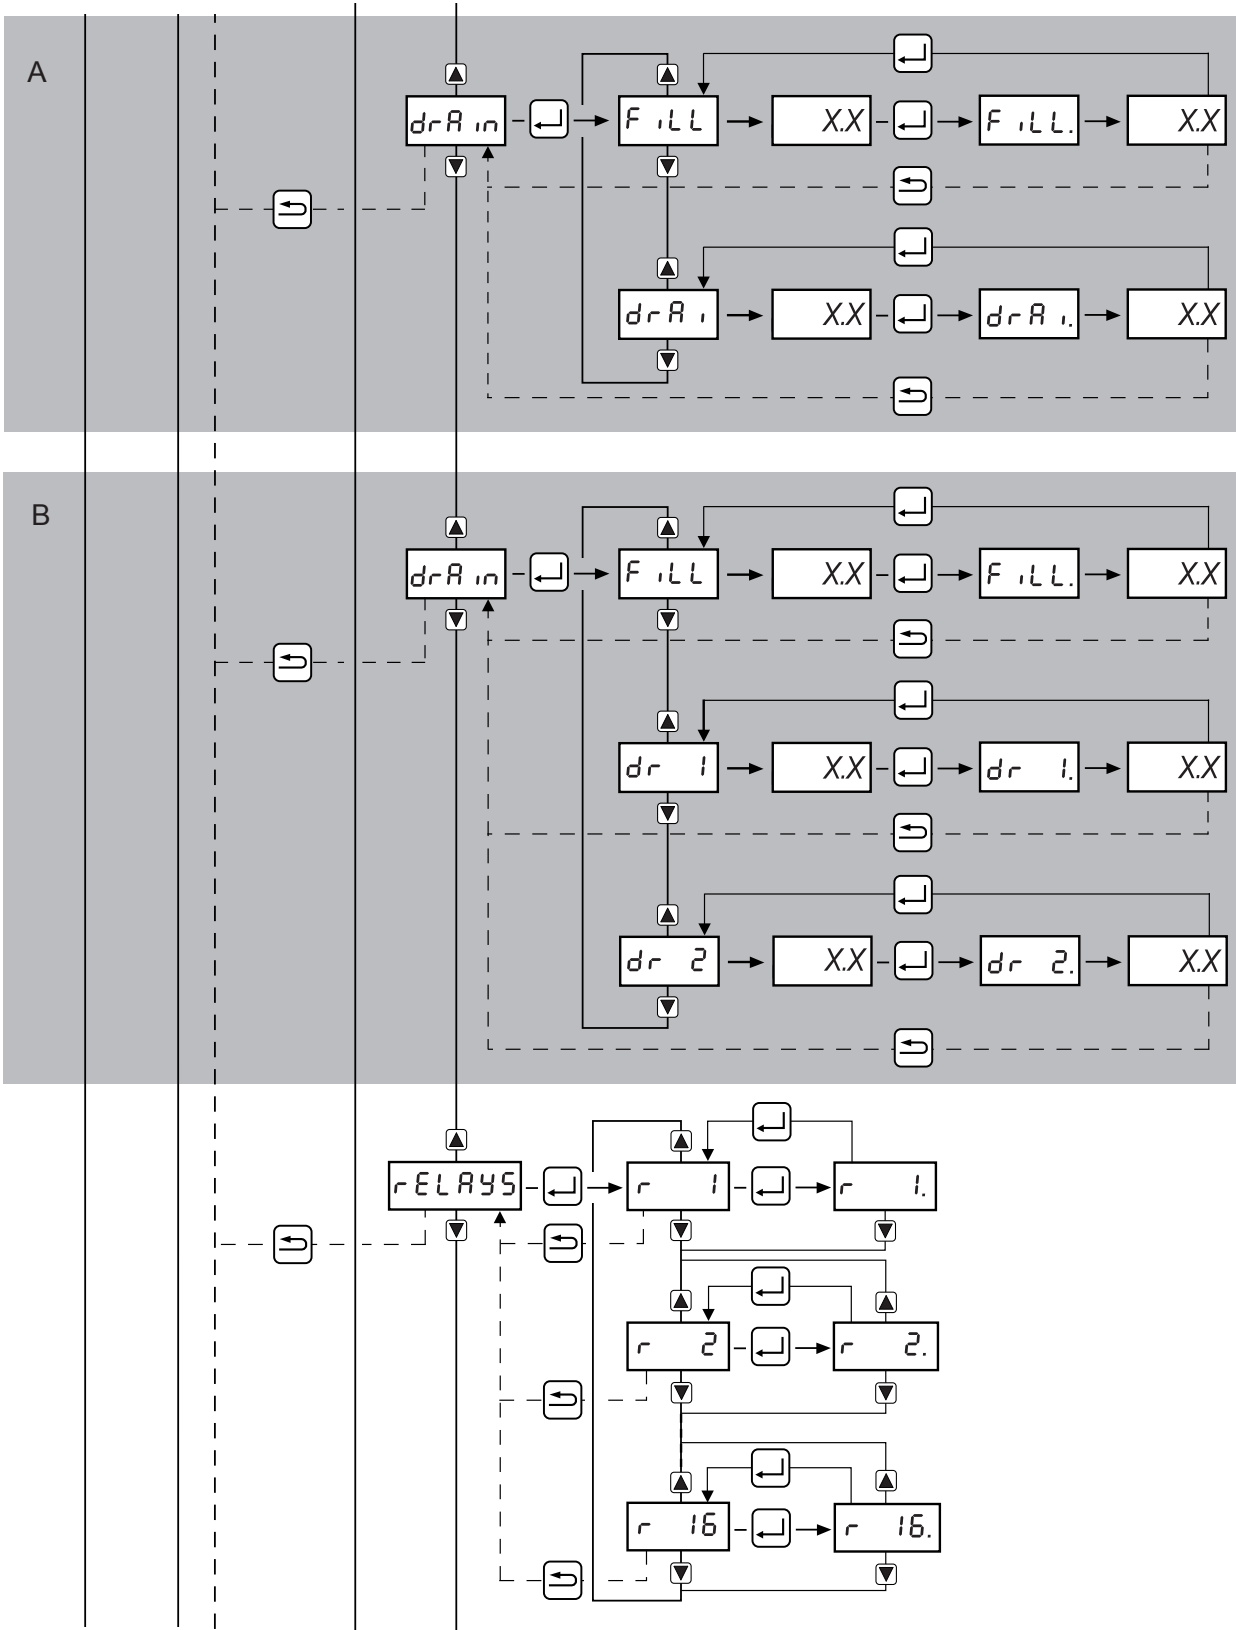 A
drAin FiLL X.X FiLL. X.X
drAi X.X drAi. X.X
B
drAin FiLL X.X FiLL. X.X
dr 1 X.X dr 1. X.X
dr 2 X.X dr 2. X.X
rELAYS r 1 r 1.
r 2 r 2.
r 16 r 16.